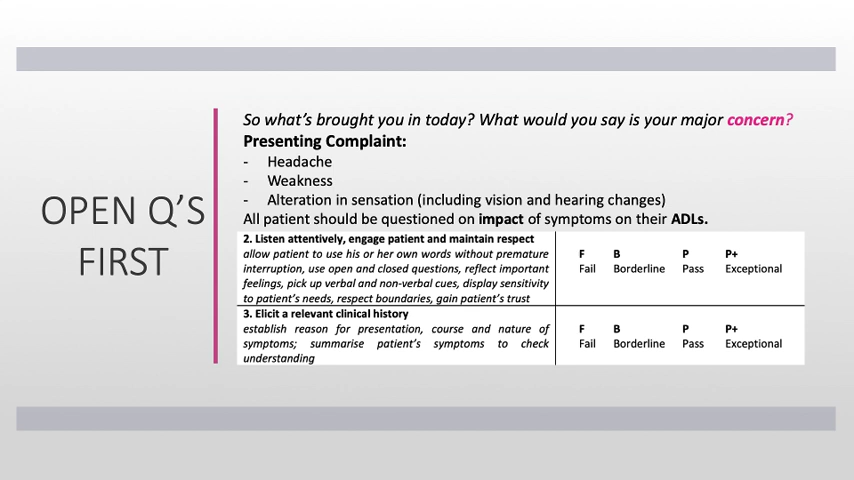 OPEN Q'S
FIRST
So what's brought you in today? What would you say is your major concern?
Presenting Complaint:
- Headache
- Weakness
- Alteration in sensation (including vision and hearing changes)
All patient should be questioned on impact of symptoms on their ADLs.
2. Listen attentively, engage patient and maintain respect
allow patient to use his or her own words without premature
interruption, use open and closed questions, reflect important
feelings, pick up verbal and non-verbal cues, display sensitivity
to patient's needs, respect boundaries, gain patient's trust
F B P P+
Fail Borderline Pass Exceptional
3. Elicit a relevant clinical history
establish reason for presentation, course and nature of
symptoms; summarise patient's symptoms to check
understanding
F B P P+
Fail Borderline Pass Exceptional